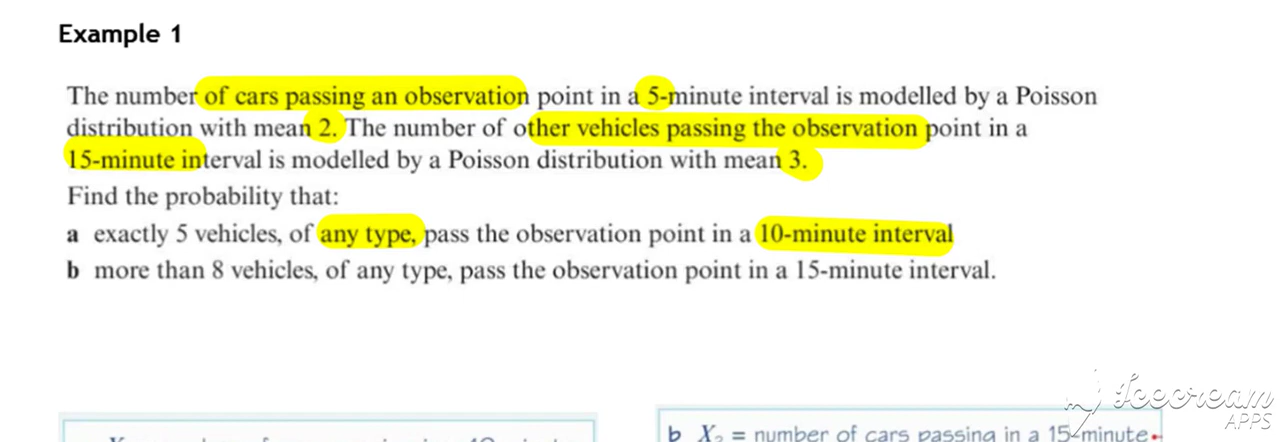 Example 1
The number of cars passing an observation point in a 5-minute interval is modelled by a Poisson
distribution with mean 2. The number of other vehicles passing the observation point in a
15-minute interval is modelled by a Poisson distribution with mean 3.
Find the probability that:
a exactly 5 vehicles, of any type, pass the observation point in a 10-minute interval
b more than 8 vehicles, of any type, pass the observation point in a 15-minute interval.
Icecream
APPS
b X₂ = number of cars passing in a 15-minute